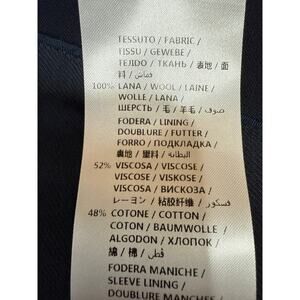 TESSUTO / FABRIC /
TISSU / GEWEBE /
TEJIDO / ТКАНЬ / 表地 / 面
料 / قماش /
100% LANA / WOOL / LAINE /
WOLLE / LANA /
ШЕРСТЬ / 毛 / 羊毛 / صوف /
FODERA / LINING /
DOUBLURE / FUTTER /
FORRO / ПОДКЛАДКА /
裏地 / 里料 / البطانة /
52% VISCOSA / VISCOSE /
VISCOSE / VISKOSE /
VISCOSA / ВИСКОЗА /
レーヨン / 粘胶纤维 / فسكوز /
48% COTONE / COTTON /
COTON / BAUMWOLLE /
ALGODON / ХЛОПОК /
綿 / 棉 / قطن /
FODERA MANICHE /
SLEEVE LINING /
DOUBLURE MANCHES /